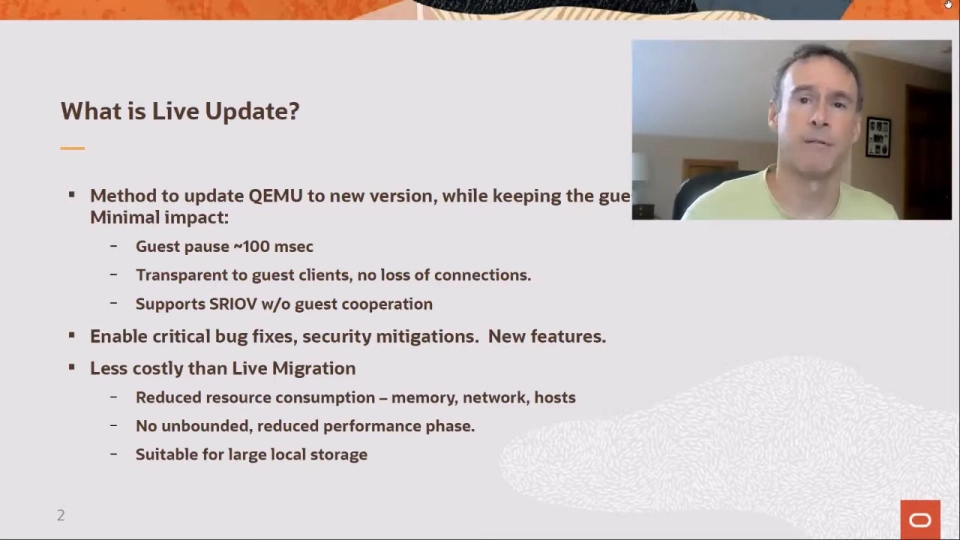 What is Live Update?
▪ Method to update QEMU to new version, while keeping the
Minimal impact:
– Guest pause ~100 msec
– Transparent to guest clients, no loss of connections.
– Supports SRIOV w/o guest cooperation
▪ Enable critical bug fixes, security mitigations.  New features.
▪ Less costly than Live Migration
– Reduced resource consumption – memory, network, hosts
– No unbounded, reduced performance phase.
– Suitable for large local storage
2